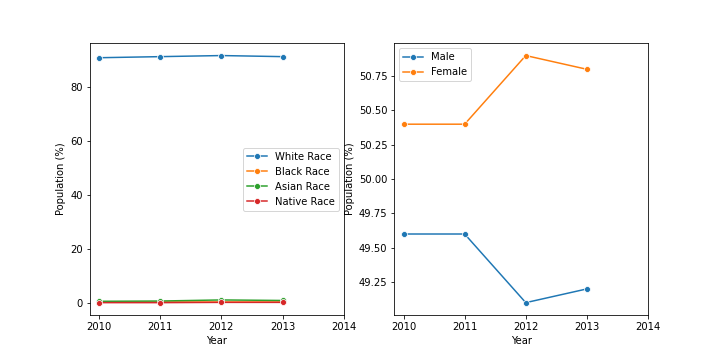 80
60
40
20
0
2010 2011 2012 2013 2014
Year
Population (%)
White Race
Black Race
Asian Race
Native Race
50.75
50.50
50.25
50.00
49.75
49.50
49.25
2010 2011 2012 2013 2014
Year
Population (%)
Male
Female